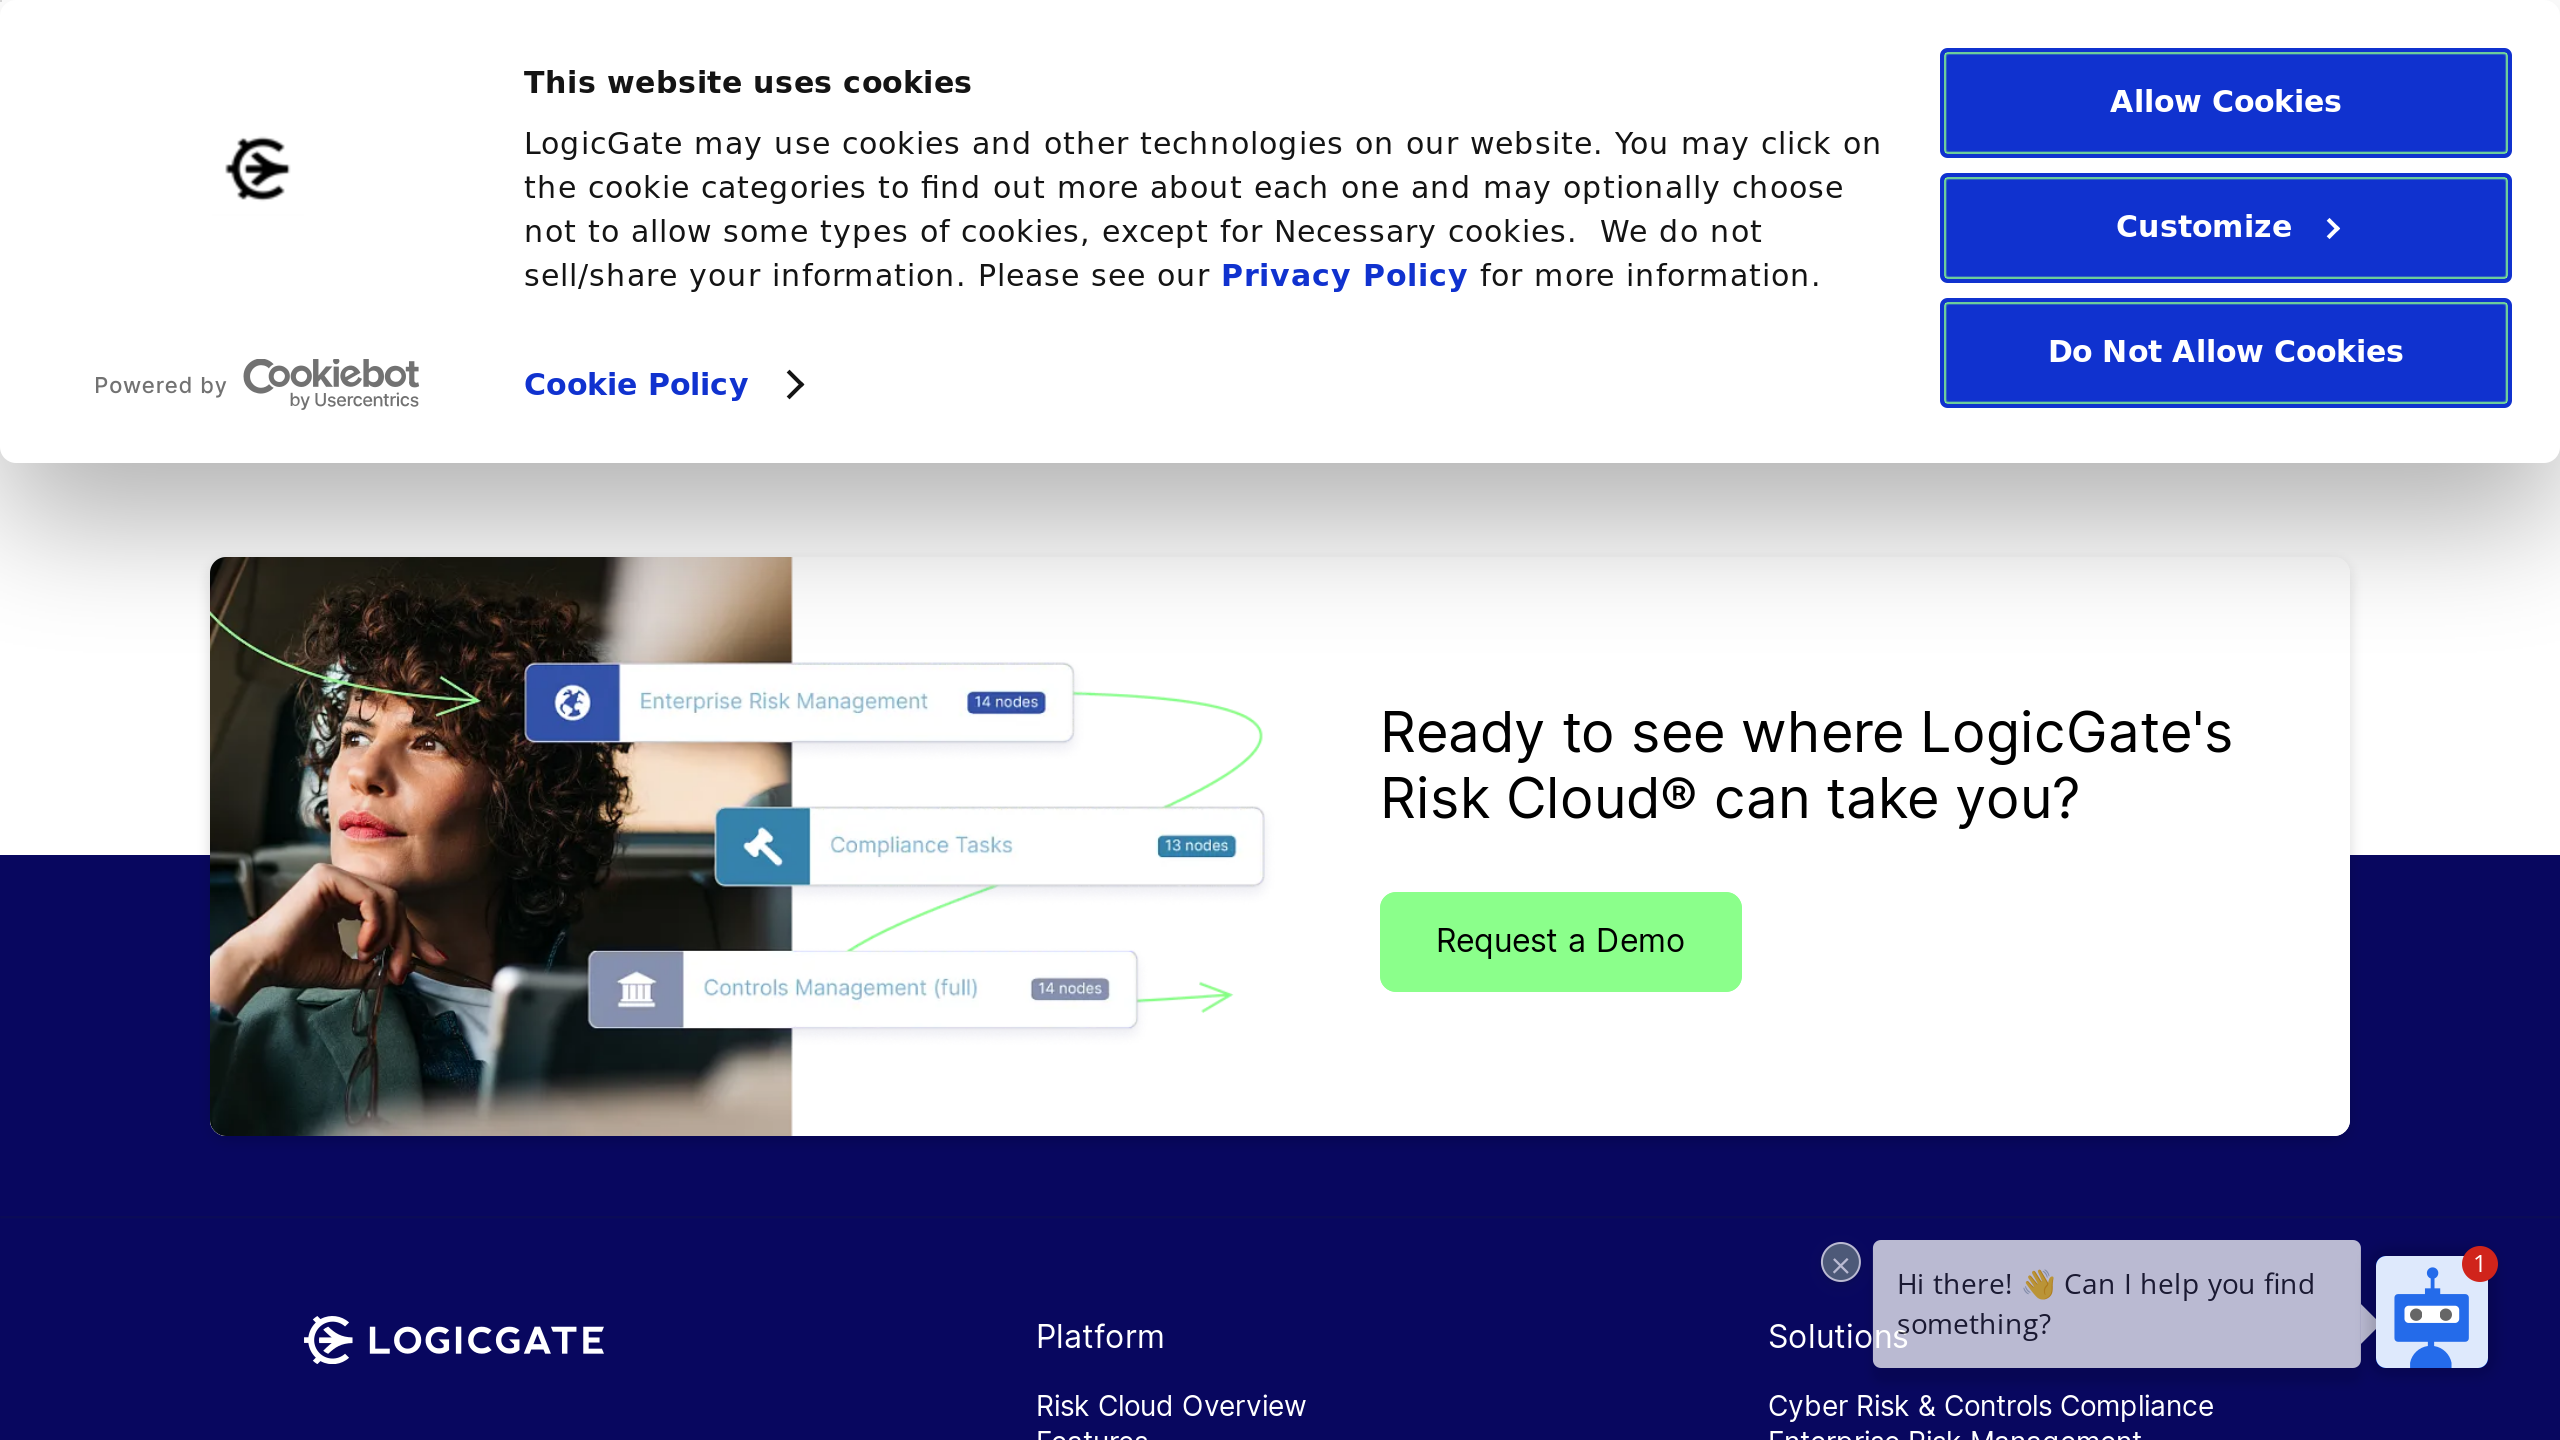 This website uses cookies
LogicGate may use cookies and other technologies on our website. You may click on
the cookie categories to find out more about each one and may optionally choose
not to allow some types of cookies, except for Necessary cookies.  We do not
sell/share your information. Please see our Privacy Policy for more information.
Powered by Cookiebot
by Usercentrics
Cookie Policy
Allow Cookies
Customize
Do Not Allow Cookies
Enterprise Risk Management 14 nodes
Compliance Tasks 13 nodes
Controls Management (full) 14 nodes
Ready to see where LogicGate's
Risk Cloud® can take you?
Request a Demo
LOGICGATE
Platform
Risk Cloud Overview
Features
Solutions
Cyber Risk & Controls Compliance
Enterprise Risk Management
Hi there! 👋 Can I help you find
something?
1